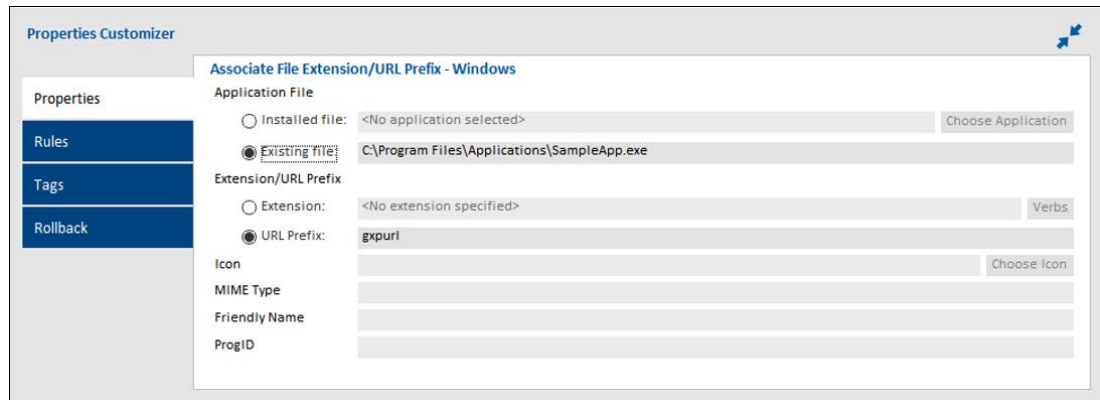 Properties Customizer
Associate File Extension/URL Prefix - Windows
Properties
Application File
Installed file: <No application selected> Choose Application
Rules
Existing file: C:\Program Files\Applications\SampleApp.exe
Tags
Extension/URL Prefix
Extension: <No extension specified> Verbs
Rollback
URL Prefix: gxpurl
Icon Choose Icon
MIME Type
Friendly Name
ProgID